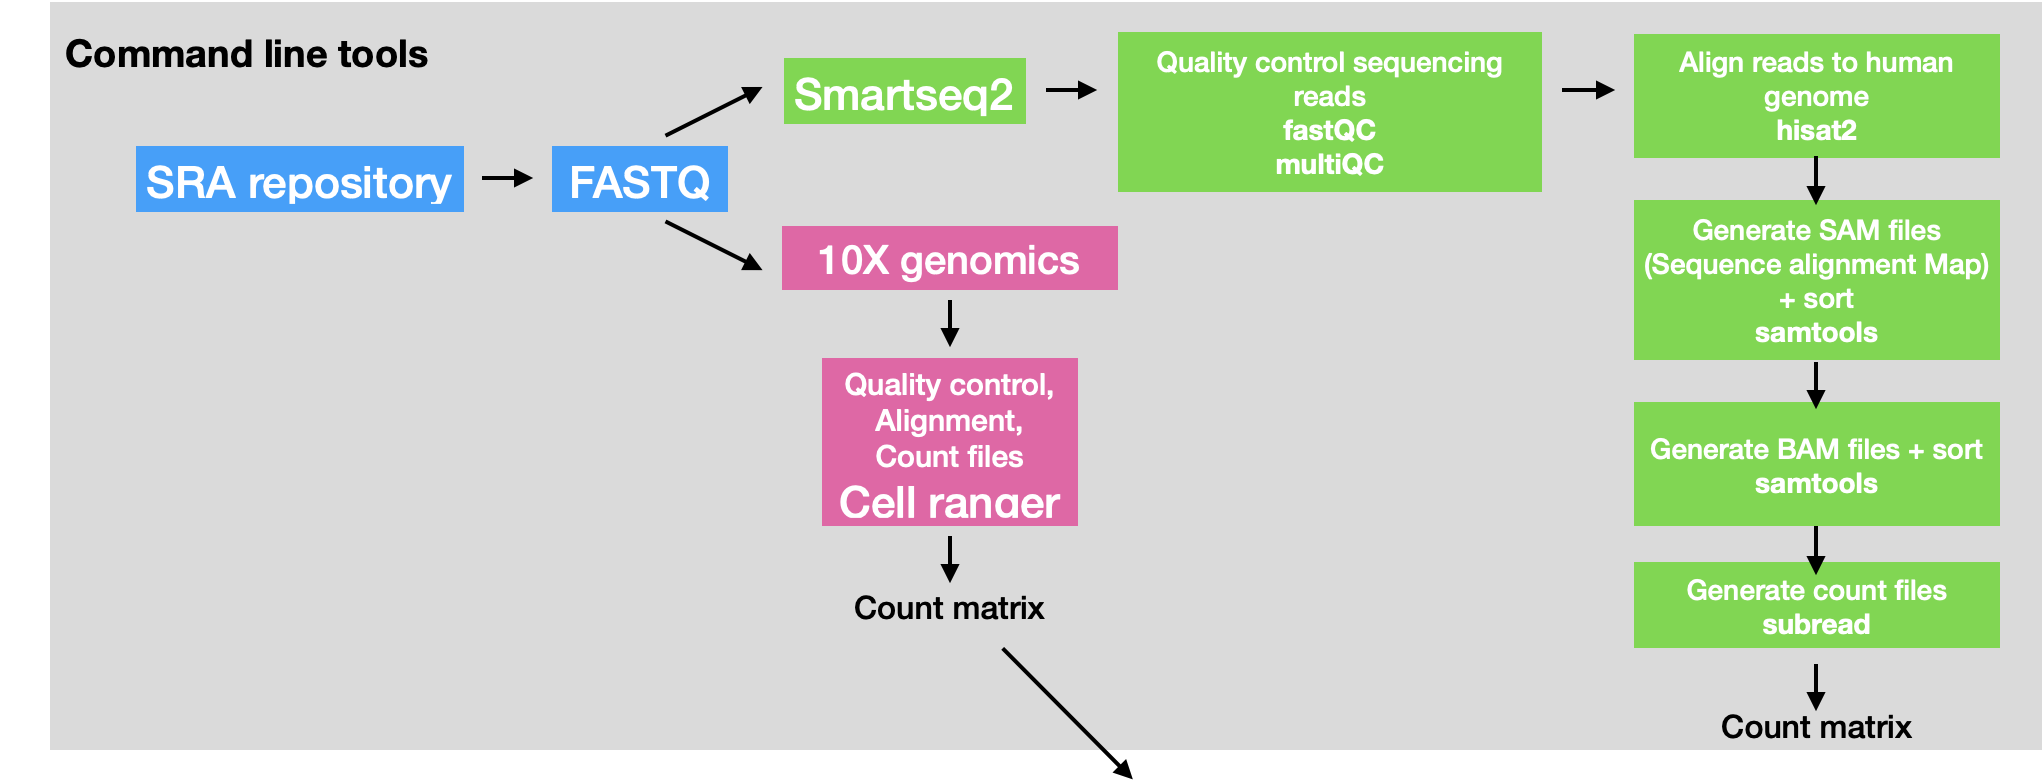 Command line tools
SRA repository
FASTQ
Smartseq2
Quality control sequencing
reads
fastQC
multiQC
Align reads to human
genome
hisat2
Generate SAM files
(Sequence alignment Map)
+ sort
samtools
Generate BAM files + sort
samtools
Generate count files
subread
Count matrix
10X genomics
Quality control,
Alignment,
Count files
Cell ranger
Count matrix